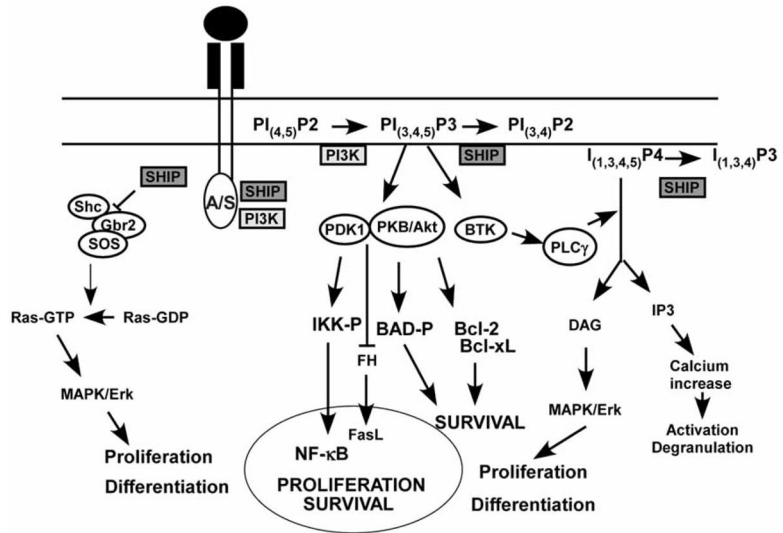 PI(4,5)P2
PI(3,4,5)P3
PI(3,4)P2
PI3K
SHIP
I(1,3,4,5)P4
I(1,3,4)P3
SHIP
SHIP
Shc
Gbr2
SOS
A/S
SHIP
PI3K
PDK1
PKB/Akt
BTK
PLCγ
Ras-GTP
Ras-GDP
IKK-P
BAD-P
Bcl-2
Bcl-xL
FH
DAG
IP3
Calcium
increase
MAPK/Erk
MAPK/Erk
Activation
Degranulation
SURVIVAL
FasL
NF-κB
Proliferation
Differentiation
PROLIFERATION
SURVIVAL
Proliferation
Differentiation